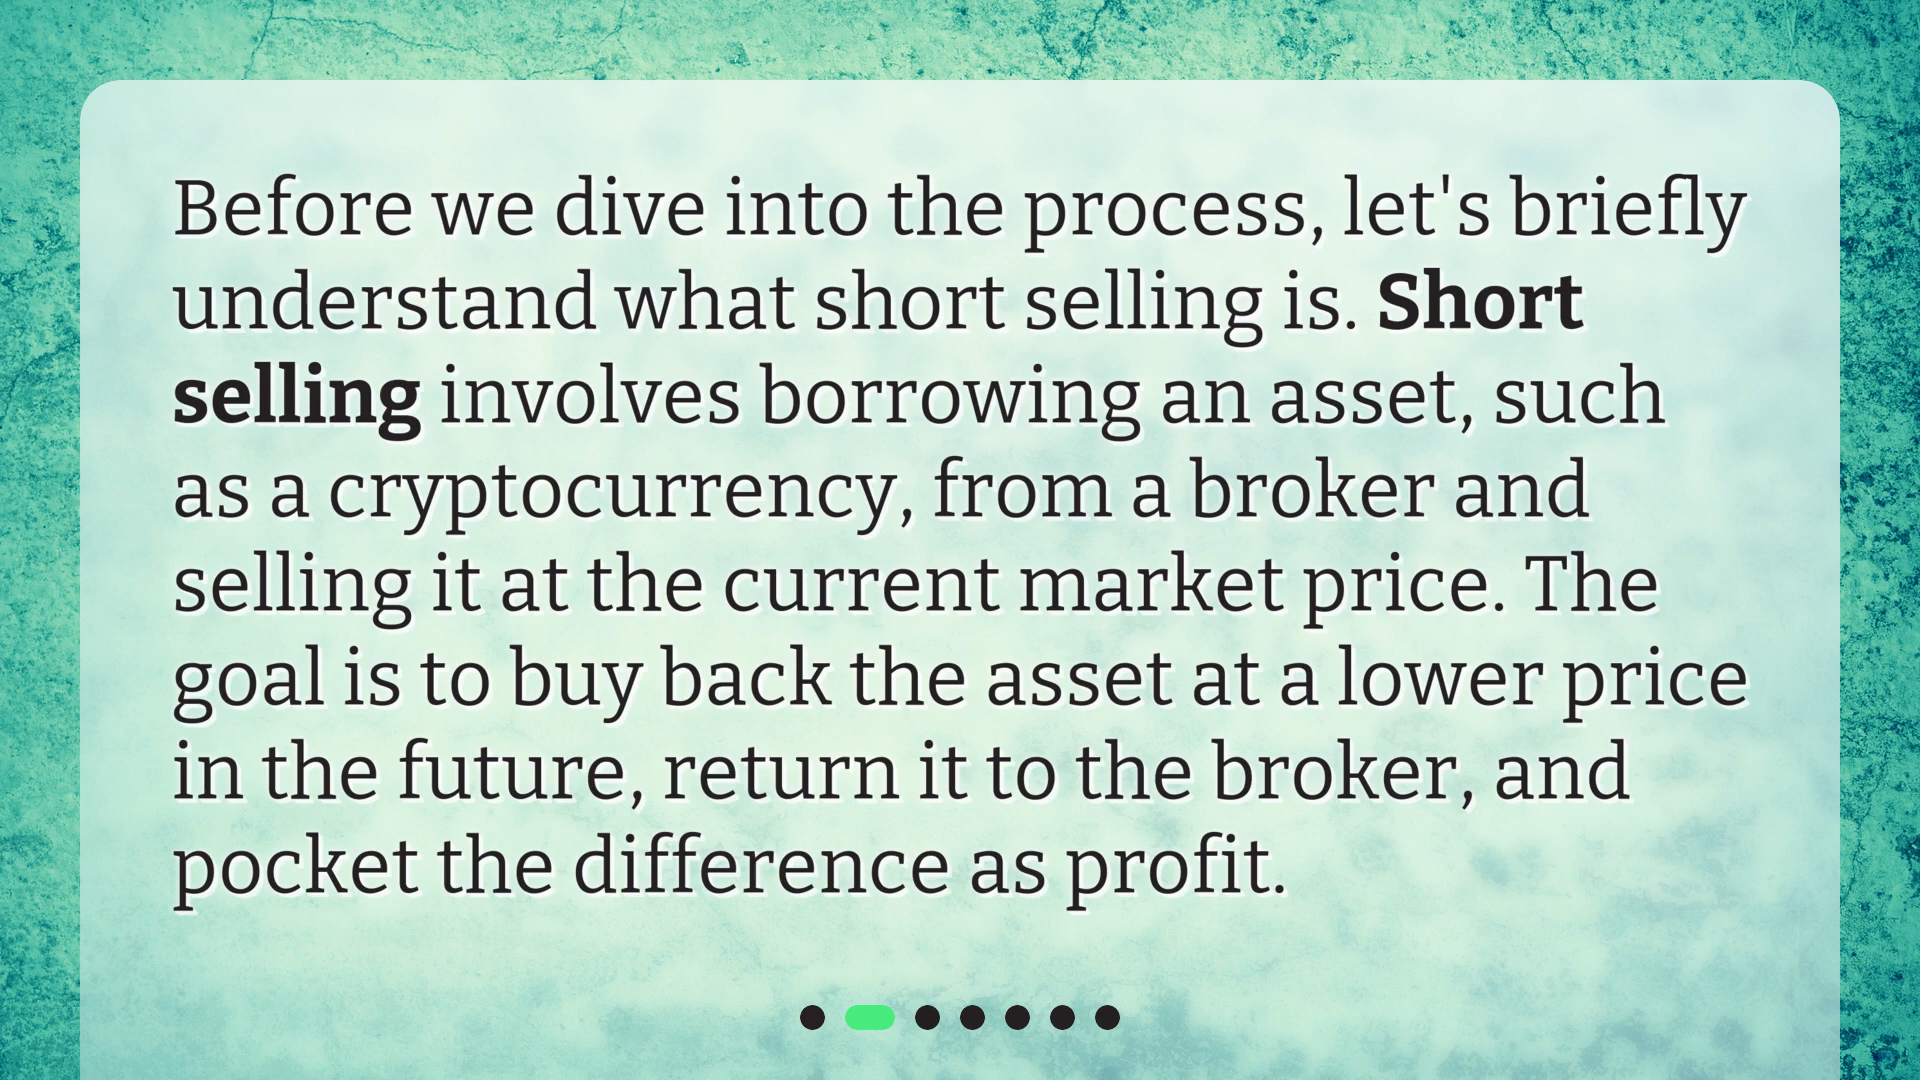 Before we dive into the process, let's briefly
understand what short selling is. Short
selling involves borrowing an asset, such
as a cryptocurrency, from a broker and
selling it at the current market price. The
goal is to buy back the asset at a lower price
in the future, return it to the broker, and
pocket the difference as profit.